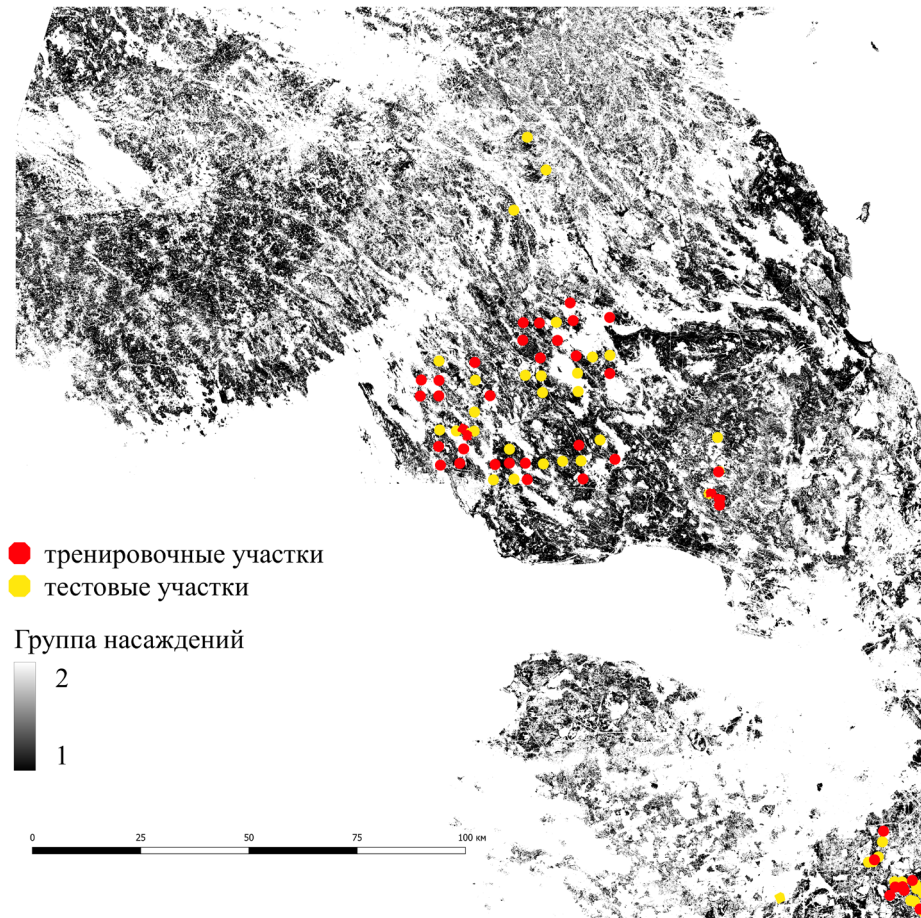 тренировочные участки
тестовые участки
Группа насаждений
2
1
0 25 50 75 100 км